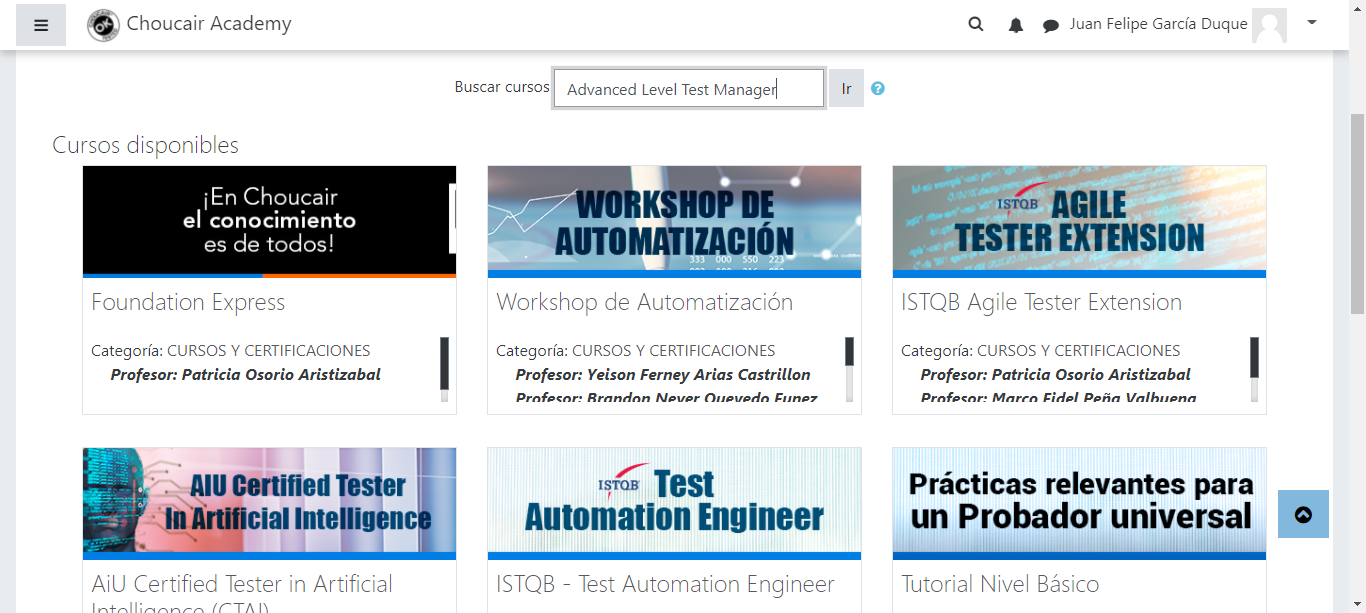 Choucair Academy
Juan Felipe García Duque
Buscar cursos Advanced Level Test Manager Ir
Cursos disponibles
¡En Choucair
el conocimiento
es de todos!
Foundation Express
Categoría: CURSOS Y CERTIFICACIONES
Profesor: Patricia Osorio Aristizabal
WORKSHOP DE
AUTOMATIZACIÓN
333 000 550 223
Workshop de Automatización
Categoría: CURSOS Y CERTIFICACIONES
Profesor: Yeison Ferney Arias Castrillon
Profesor: Brandon Never Quevedo Funez
ISTQB AGILE
TESTER EXTENSION
ISTQB Agile Tester Extension
Categoría: CURSOS Y CERTIFICACIONES
Profesor: Patricia Osorio Aristizabal
Profesor: Marco Fidel Peña Valbuena
AIU Certified Tester
In Artificial Intelligence
AiU Certified Tester in Artificial
Intelligence (CTAI)
ISTQB Test
Automation Engineer
ISTQB - Test Automation Engineer
Prácticas relevantes para
un Probador universal
Tutorial Nivel Básico